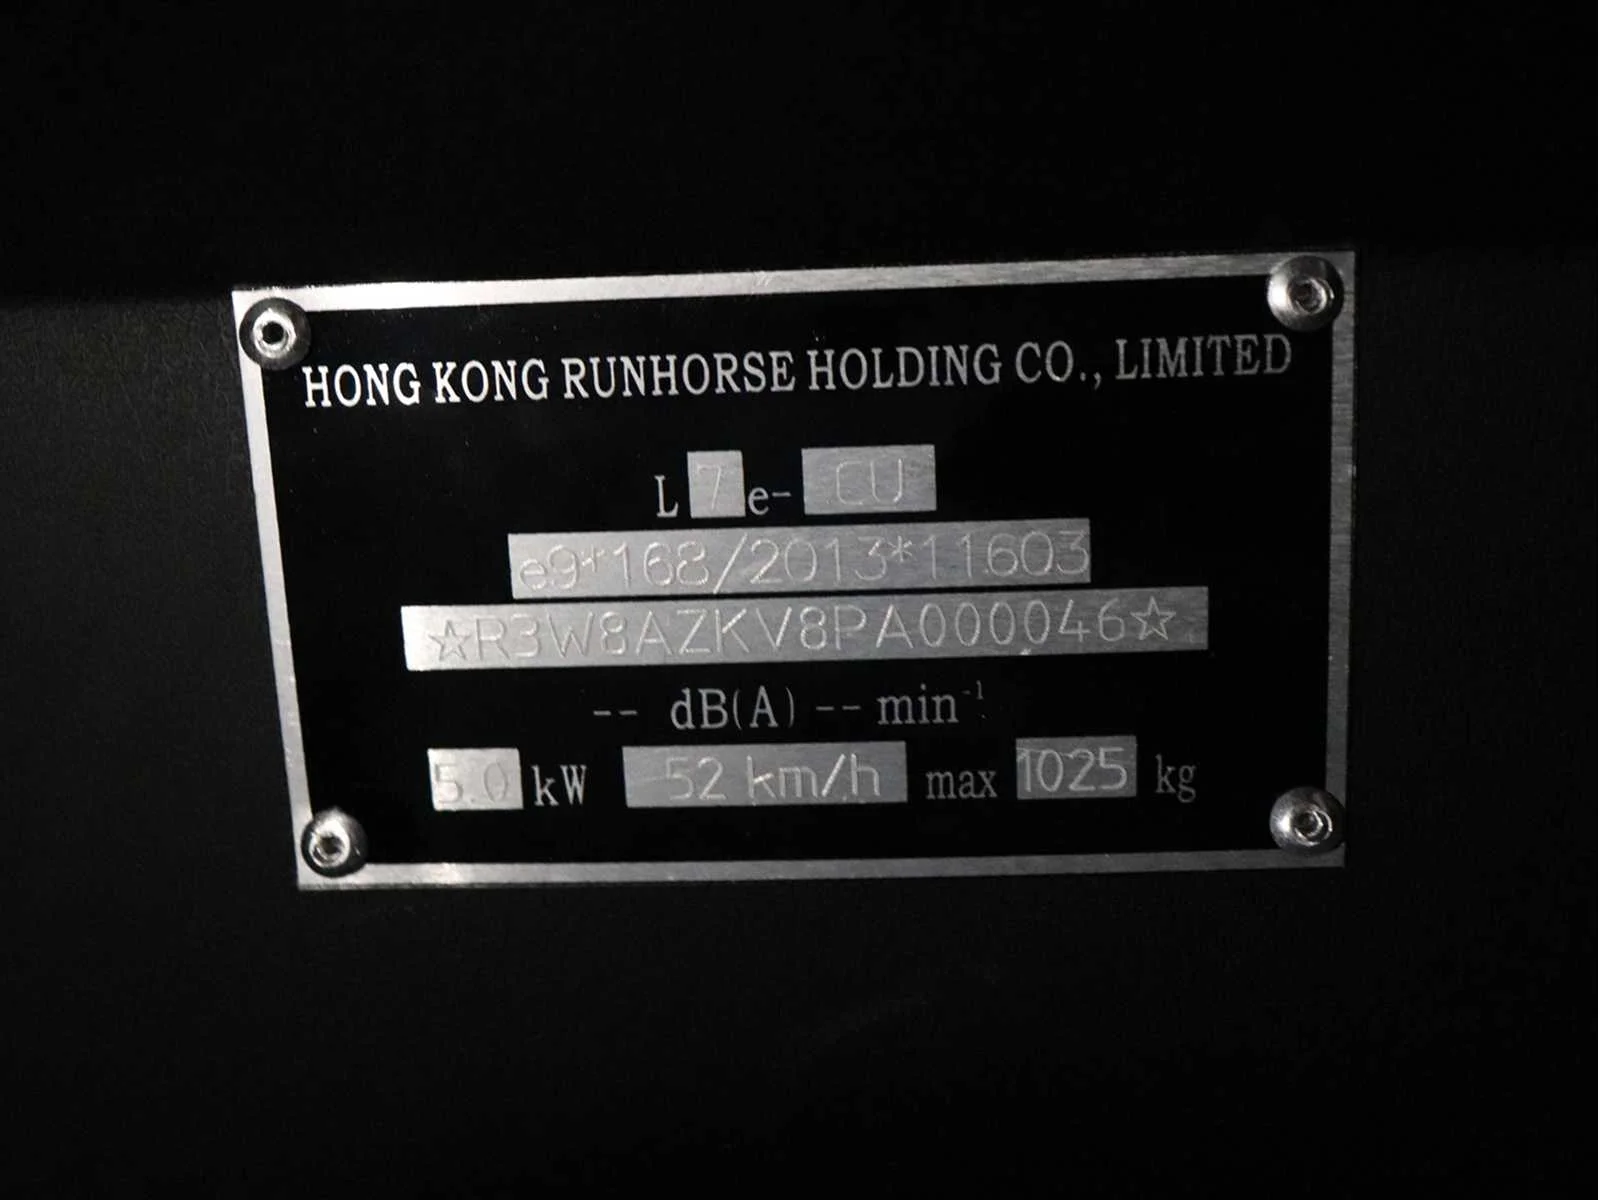 HONG KONG RUNHORSE HOLDING CO., LIMITED
L 7 e- CU
e9*168/2013*11603
☆R3W8AZKV8PA000046☆
-- dB(A) -- min⁻¹
5.0 kW 52 km/h max 1025 kg